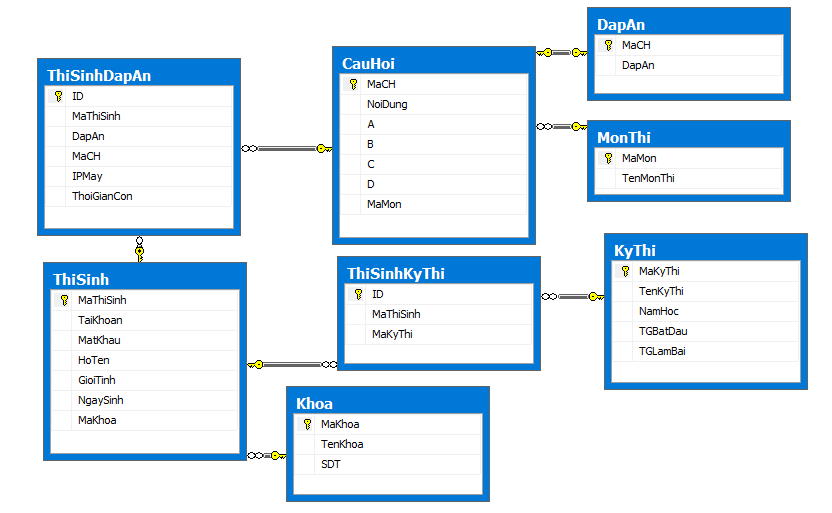 ThiSinhDapAn
ID
MaThiSinh
DapAn
MaCH
IPMay
ThoiGianCon
CauHoi
MaCH
NoiDung
A
B
C
D
MaMon
DapAn
MaCH
DapAn
MonThi
MaMon
TenMonThi
ThiSinh
MaThiSinh
TaiKhoan
MatKhau
HoTen
GioiTinh
NgaySinh
MaKhoa
ThiSinhKyThi
ID
MaThiSinh
MaKyThi
KyThi
MaKyThi
TenKyThi
NamHoc
TGBatDau
TGLamBai
Khoa
MaKhoa
TenKhoa
SDT